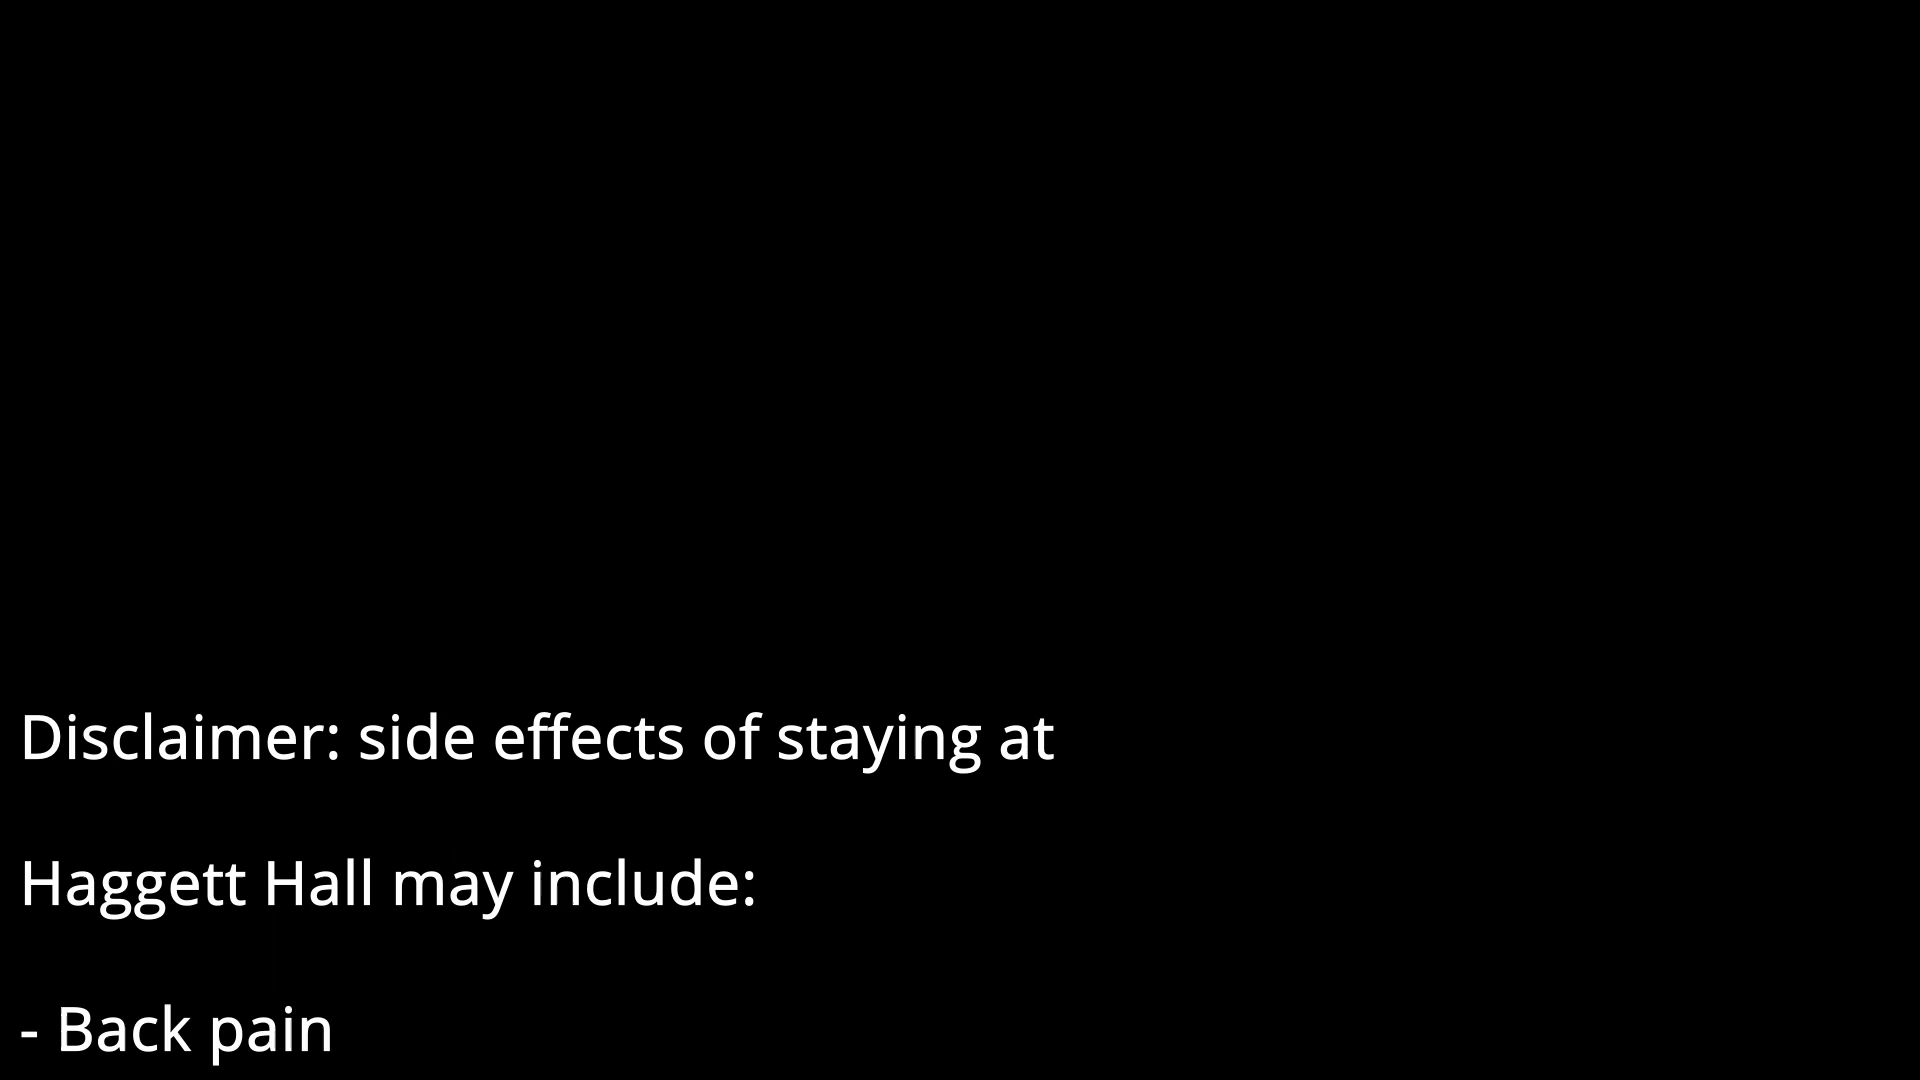 Disclaimer: side effects of staying at
Haggett Hall may include:
- Back pain